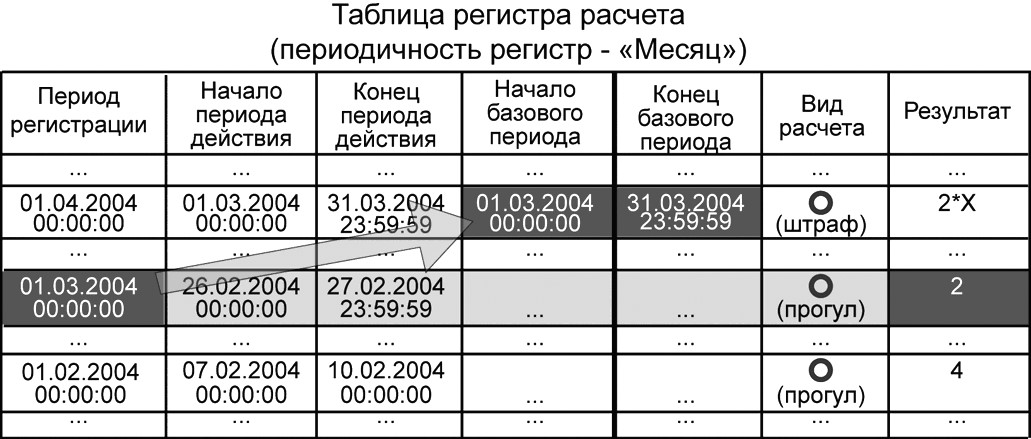 Таблица регистра расчета
(периодичность регистр - «Месяц»)
Период регистрации | Начало периода действия | Конец периода действия | Начало базового периода | Конец базового периода | Вид расчета | Результат
... | ... | ... | ... | ... | ... | ...
01.04.2004 00:00:00 | 01.03.2004 00:00:00 | 31.03.2004 23:59:59 | 01.03.2004 00:00:00 | 31.03.2004 23:59:59 | (штраф) | 2*X
... | ... | ... | ... | ... | ... | ...
01.03.2004 00:00:00 | 26.02.2004 00:00:00 | 27.02.2004 23:59:59 | ... | ... | (прогул) | 2
... | ... | ... | ... | ... | ... | ...
01.02.2004 00:00:00 | 07.02.2004 00:00:00 | 10.02.2004 00:00:00 | ... | ... | (прогул) | 4
... | ... | ... | ... | ... | ... | ...